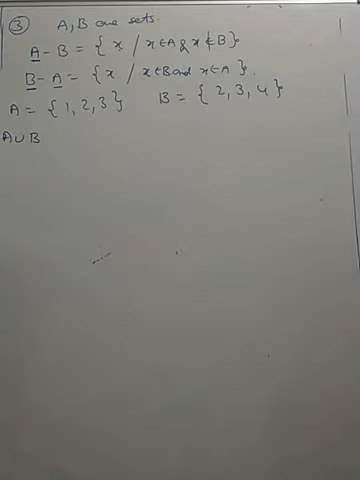 ③ A, B are sets.
A - B = { x / x ∈ A & x ∉ B }
B - A = { x / x ∈ B and x ∈ A }.
A = { 1, 2, 3 } B = { 2, 3, 4 }
A ∪ B